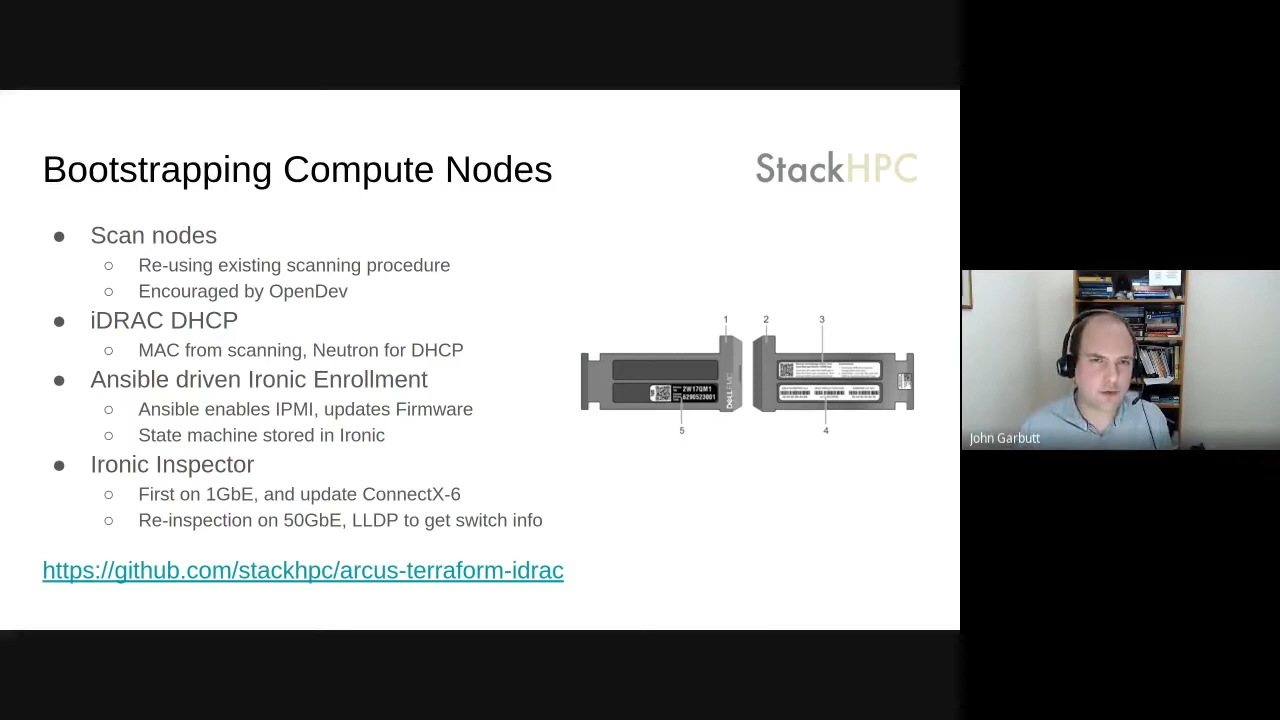 Bootstrapping Compute Nodes
StackHPC
● Scan nodes
○ Re-using existing scanning procedure
○ Encouraged by OpenDev
● iDRAC DHCP
○ MAC from scanning, Neutron for DHCP
● Ansible driven Ironic Enrollment
○ Ansible enables IPMI, updates Firmware
○ State machine stored in Ironic
● Ironic Inspector
○ First on 1GbE, and update ConnectX-6
○ Re-inspection on 50GbE, LLDP to get switch info
https://github.com/stackhpc/arcus-terraform-idrac
1
2
3
2W17QM1
6290523001
DELL
5
4
John Garbutt